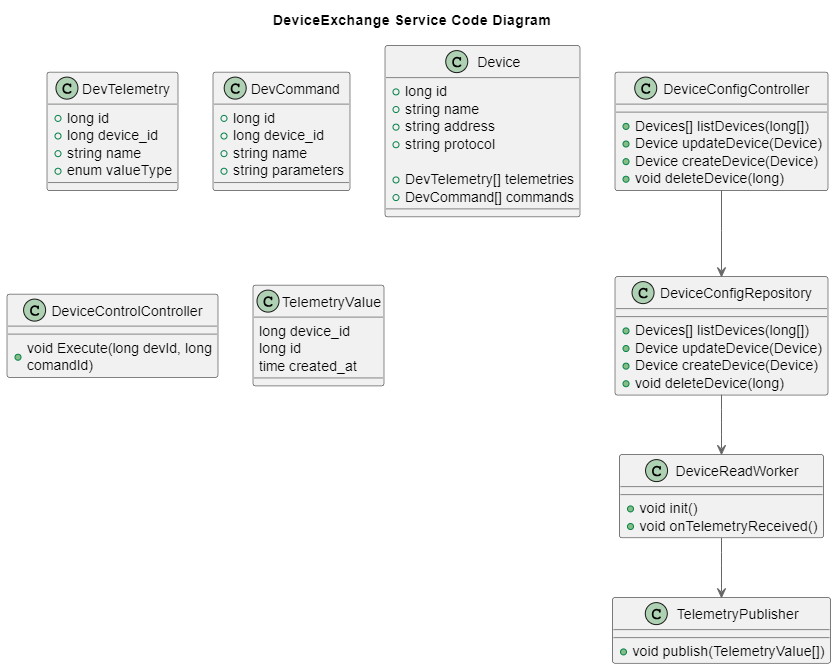 DeviceExchange Service Code Diagram
C DevTelemetry
long id
long device_id
string name
enum valueType
C DevCommand
long id
long device_id
string name
string parameters
C Device
long id
string name
string address
string protocol
DevTelemetry[] telemetries
DevCommand[] commands
C DeviceConfigController
Devices[] listDevices(long[])
Device updateDevice(Device)
Device createDevice(Device)
void deleteDevice(long)
C DeviceControlController
void Execute(long devId, long
comandId)
C TelemetryValue
long device_id
long id
time created_at
C DeviceConfigRepository
Devices[] listDevices(long[])
Device updateDevice(Device)
Device createDevice(Device)
void deleteDevice(long)
C DeviceReadWorker
void init()
void onTelemetryReceived()
C TelemetryPublisher
void publish(TelemetryValue[])